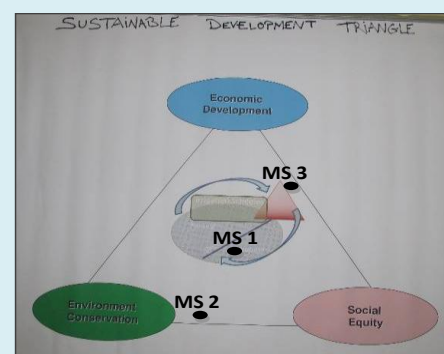 SUSTAINABLE DEVELOPMENT TRIANGLE
Economic
Development
MS 3
MS 1
MS 2
Environment
Conservation
Social
Equity